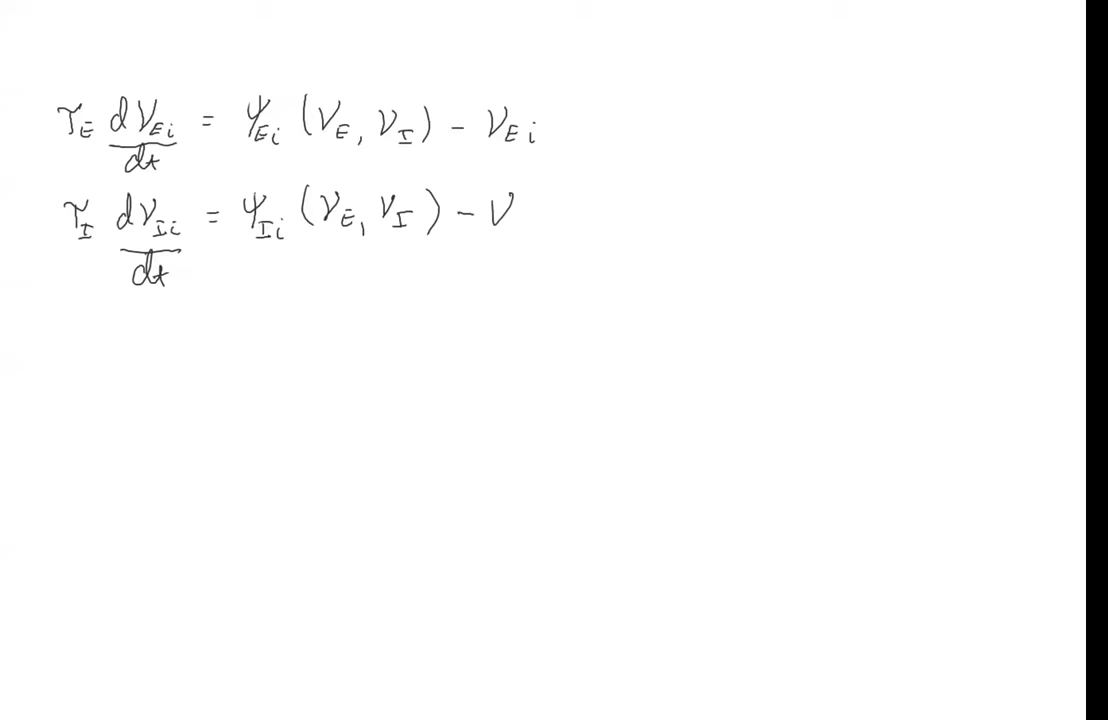 τ_E dν_Ei/dt = ψ_Ei (ν_E, ν_I) - ν_Ei
τ_I dν_Ii/dt = ψ_Ii (ν_E, ν_I) - ν